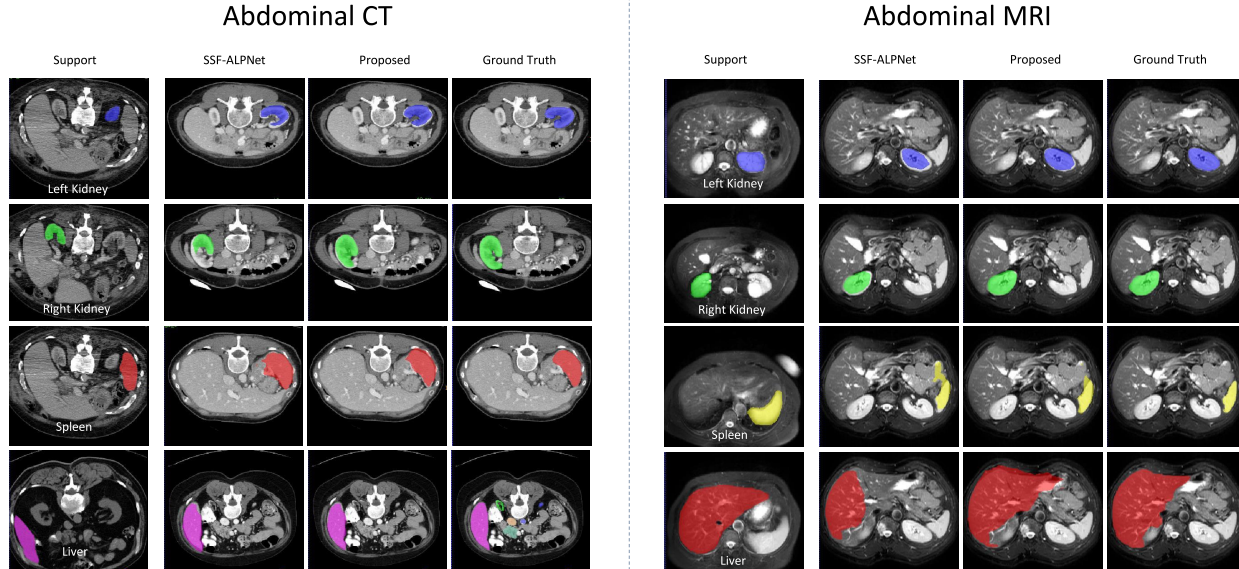 Abdominal CT
Abdominal MRI
Support
SSF-ALPNet
Proposed
Ground Truth
Support
SSF-ALPNet
Proposed
Ground Truth
Left Kidney
Left Kidney
Right Kidney
Right Kidney
Spleen
Spleen
Liver
Liver